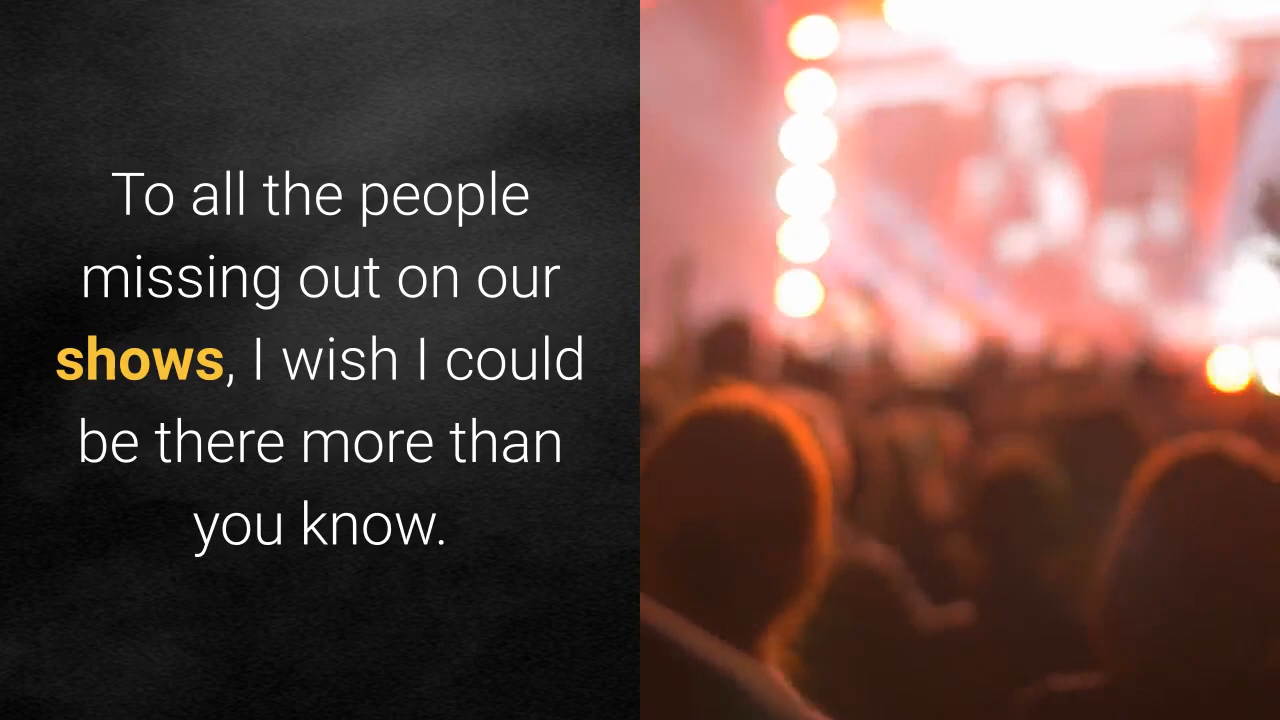 To all the people
missing out on our
shows, I wish I could
be there more than
you know.